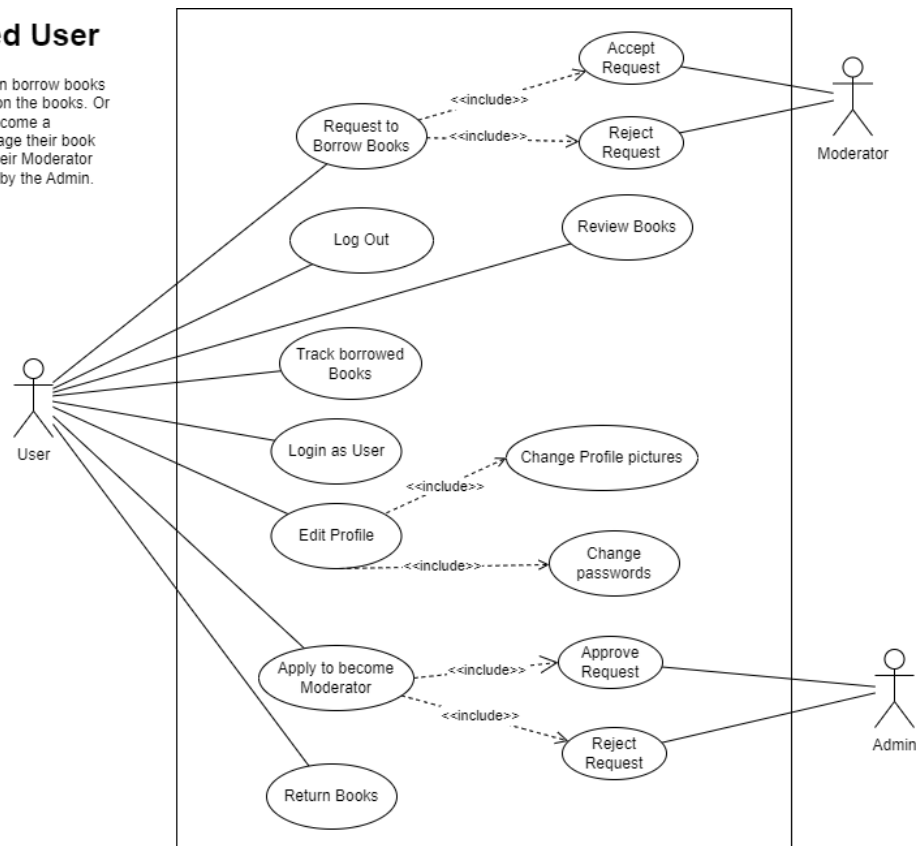 ed User
n borrow books
on the books. Or
come a
age their book
eir Moderator
by the Admin.
Accept
Request
<<include>>
Request to
Borrow Books
<<include>>
Reject
Request
Moderator
Log Out
Review Books
Track borrowed
Books
User
Login as User
Change Profile pictures
<<include>>
Edit Profile
<<include>>
Change
passwords
Apply to become
Moderator
<<include>>
Approve
Request
<<include>>
Reject
Request
Admin
Return Books